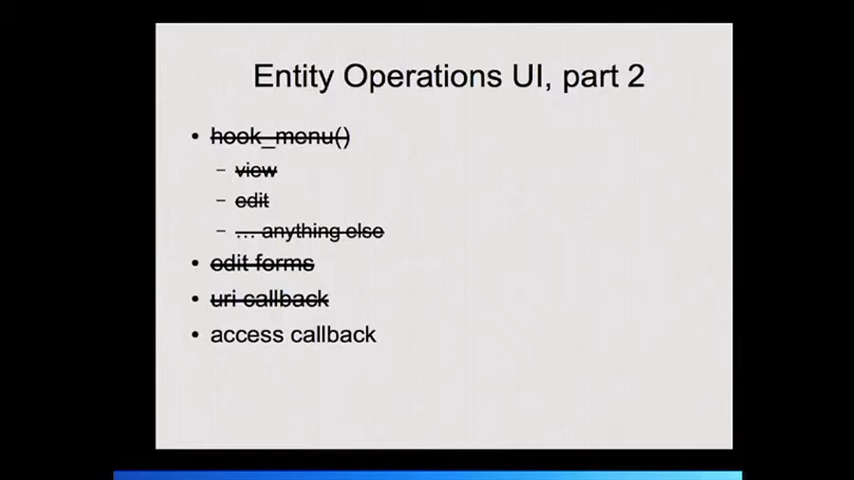 Entity Operations UI, part 2
• hook_menu()
– view
– edit
– … anything else
• edit forms
• uri callback
• access callback